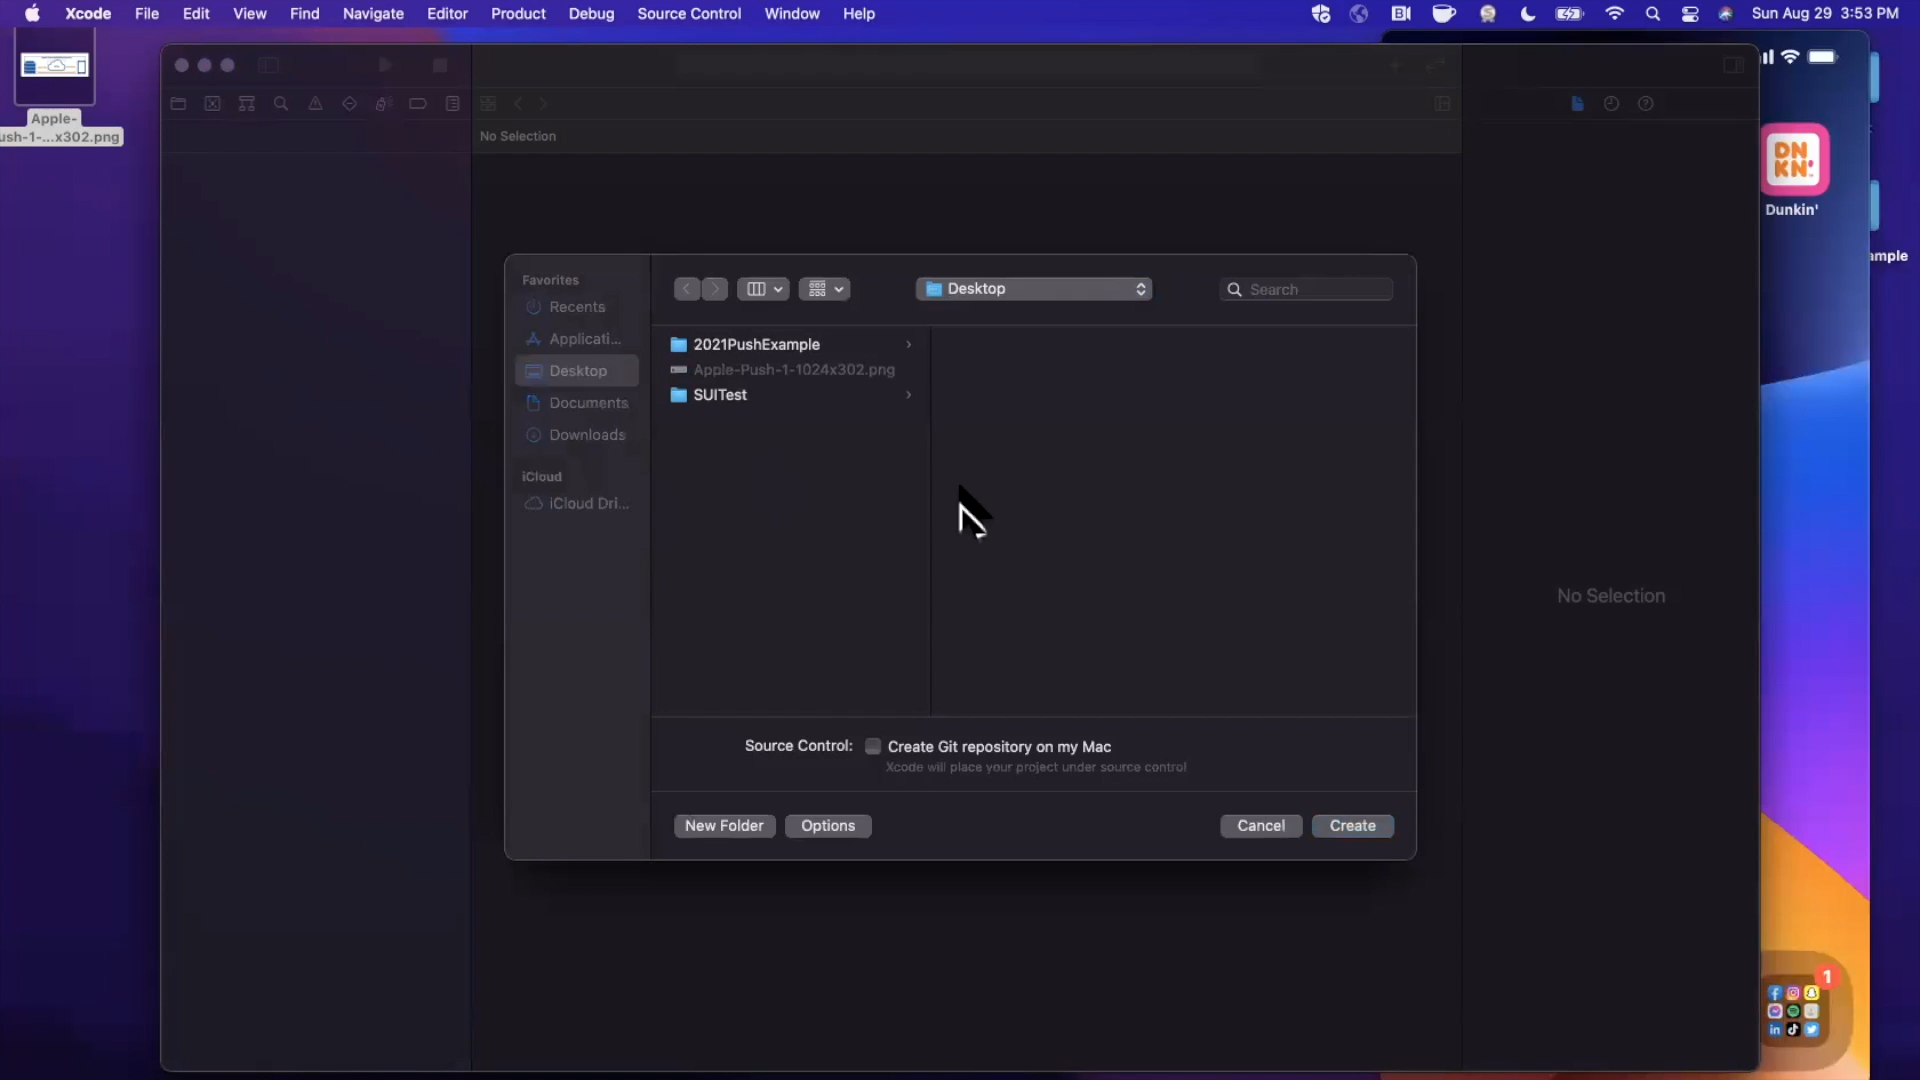 Xcode File Edit View Find Navigate Editor Product Debug Source Control Window Help
Sun Aug 29 3:53 PM
Apple-
ush-1-...x302.png
No Selection
DN
KN'
Dunkin'
ample
Favorites
Recents
Applicati...
Desktop
Documents
Downloads
iCloud
iCloud Dri...
Desktop
Search
2021PushExample
Apple-Push-1-1024x302.png
SUITest
No Selection
Source Control: Create Git repository on my Mac
Xcode will place your project under source control
New Folder Options Cancel Create
1